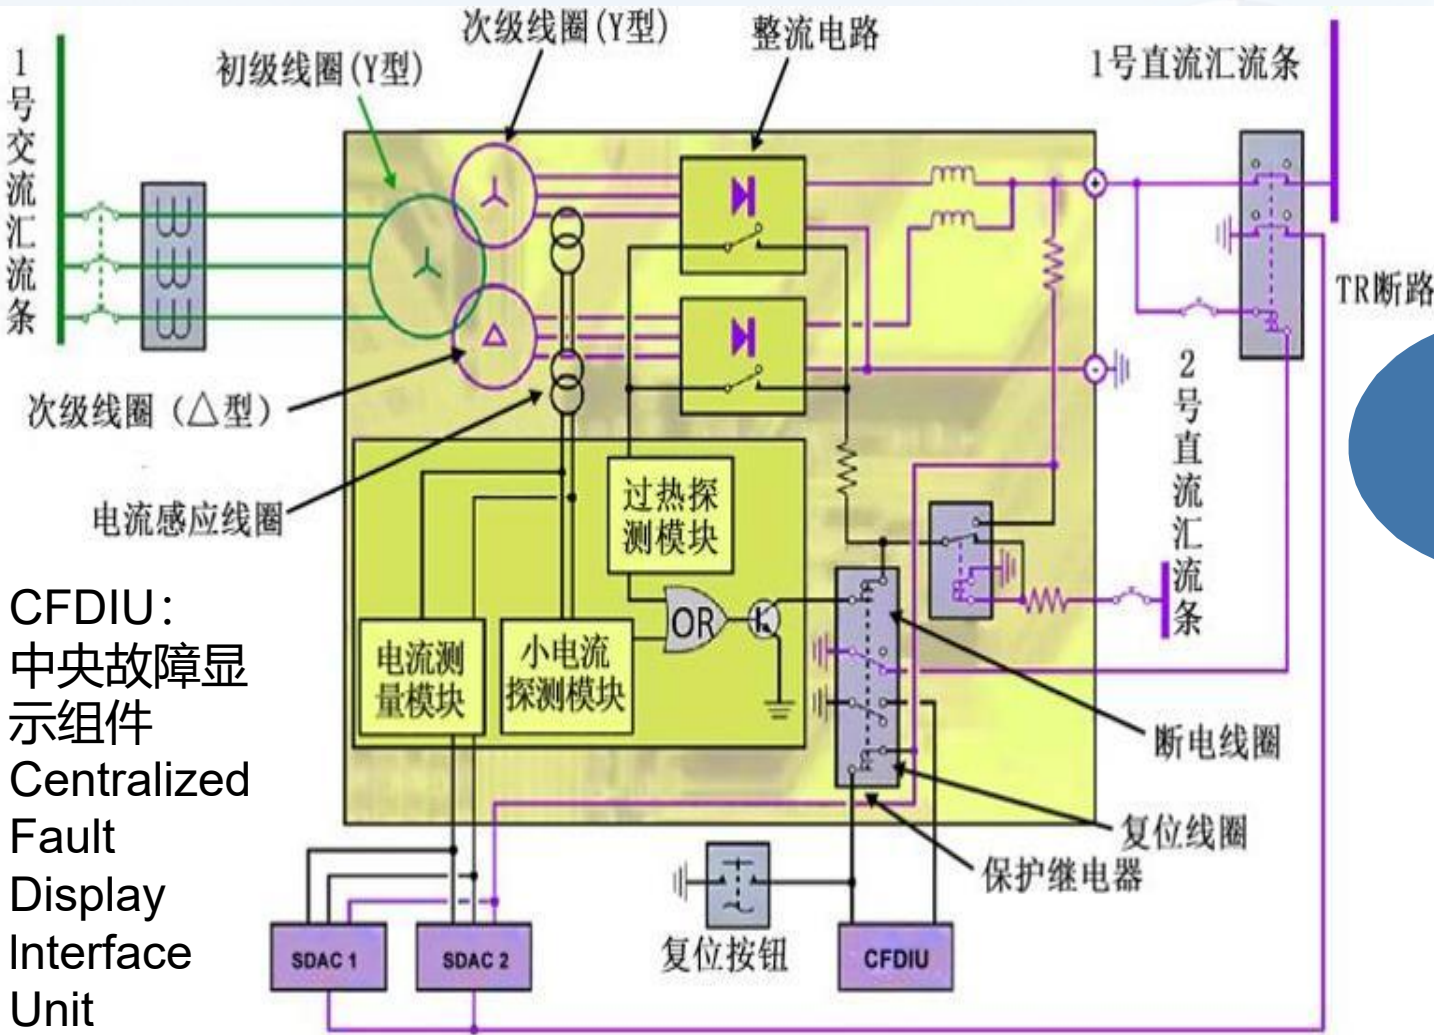 次级线圈(Y型)
整流电路
初级线圈(Y型)
1号直流汇流条
1号交流汇流条
TR断路
次级线圈（△型）
2号直流汇流条
电流感应线圈
过热探
测模块
OR
电流测
量模块
小电流
探测模块
CFDIU：
中央故障显
示组件
Centralized
Fault
Display
Interface
Unit
断电线圈
复位线圈
保护继电器
复位按钮
SDAC 1
SDAC 2
CFDIU